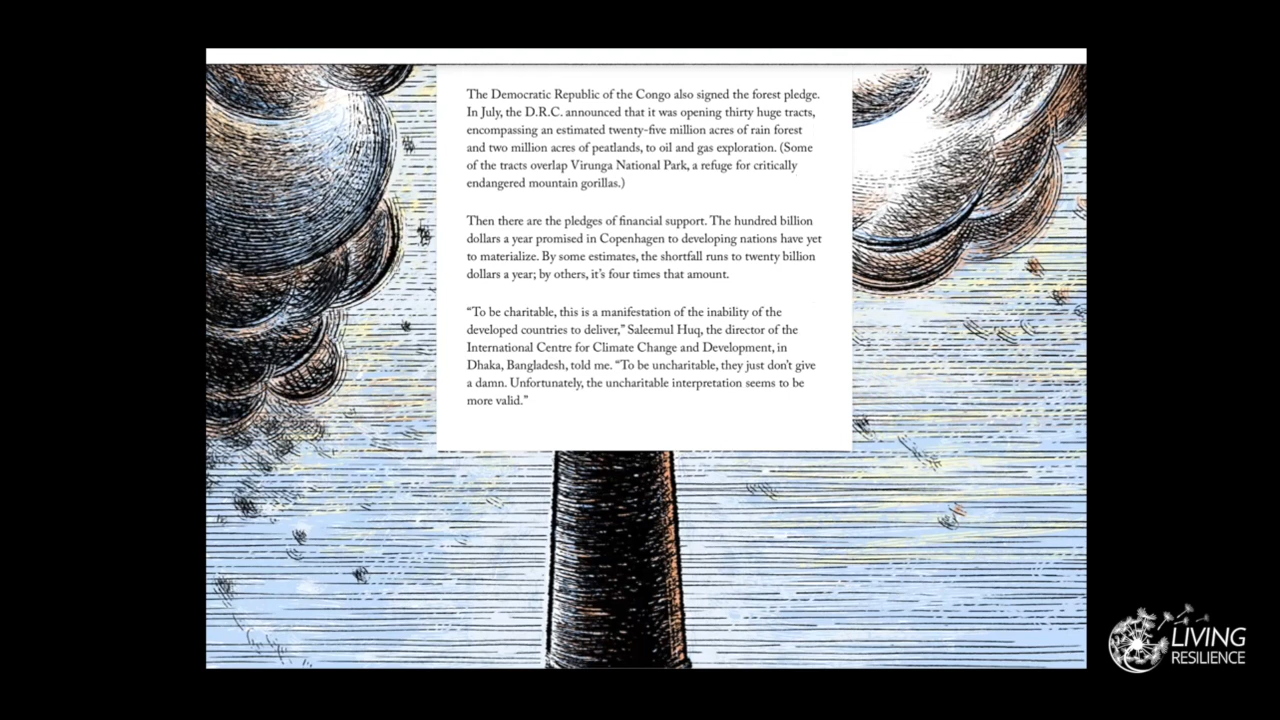 The Democratic Republic of the Congo also signed the forest pledge.
In July, the D.R.C. announced that it was opening thirty huge tracts,
encompassing an estimated twenty-five million acres of rain forest
and two million acres of peatlands, to oil and gas exploration. (Some
of the tracts overlap Virunga National Park, a refuge for critically
endangered mountain gorillas.)
Then there are the pledges of financial support. The hundred billion
dollars a year promised in Copenhagen to developing nations have yet
to materialize. By some estimates, the shortfall runs to twenty billion
dollars a year; by others, it’s four times that amount.
“To be charitable, this is a manifestation of the inability of the
developed countries to deliver,” Saleemul Huq, the director of the
International Centre for Climate Change and Development, in
Dhaka, Bangladesh, told me. “To be uncharitable, they just don’t give
a damn. Unfortunately, the uncharitable interpretation seems to be
more valid.”
LIVING
RESILIENCE